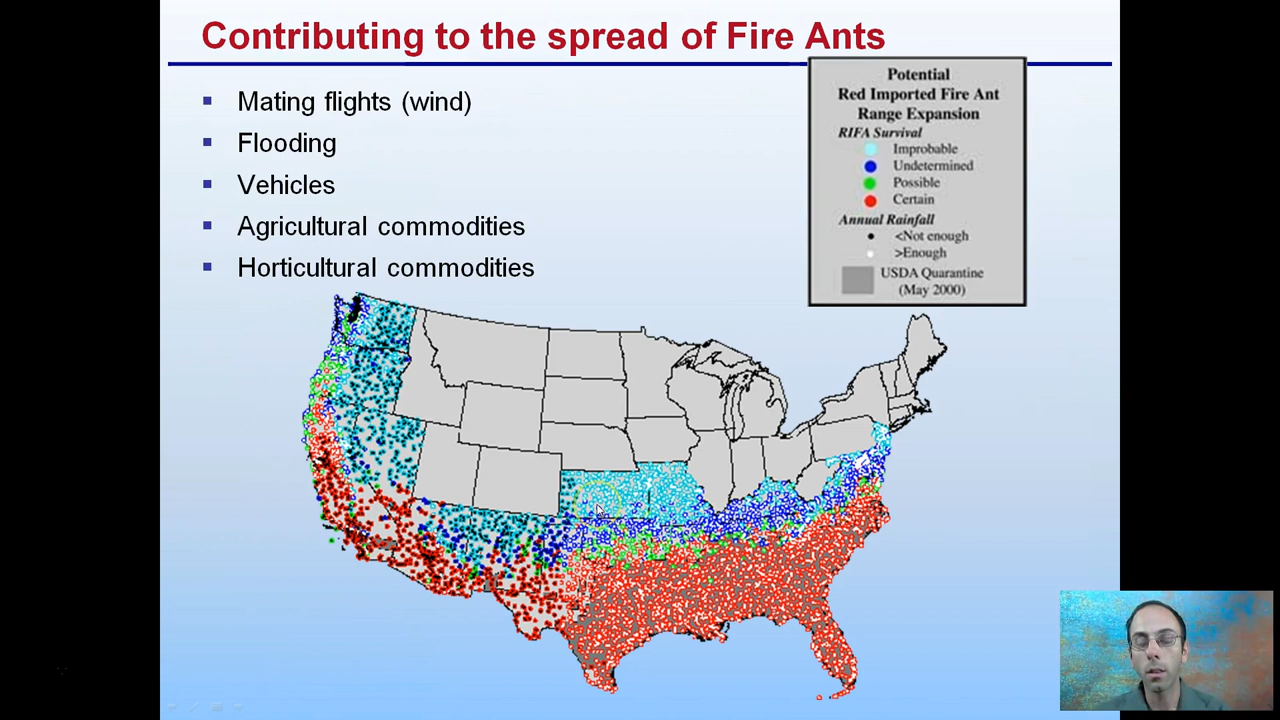 Contributing to the spread of Fire Ants
Mating flights (wind)
Flooding
Vehicles
Agricultural commodities
Horticultural commodities
Potential
Red Imported Fire Ant
Range Expansion
RIFA Survival
Improbable
Undetermined
Possible
Certain
Annual Rainfall
<Not enough
>Enough
USDA Quarantine
(May 2000)